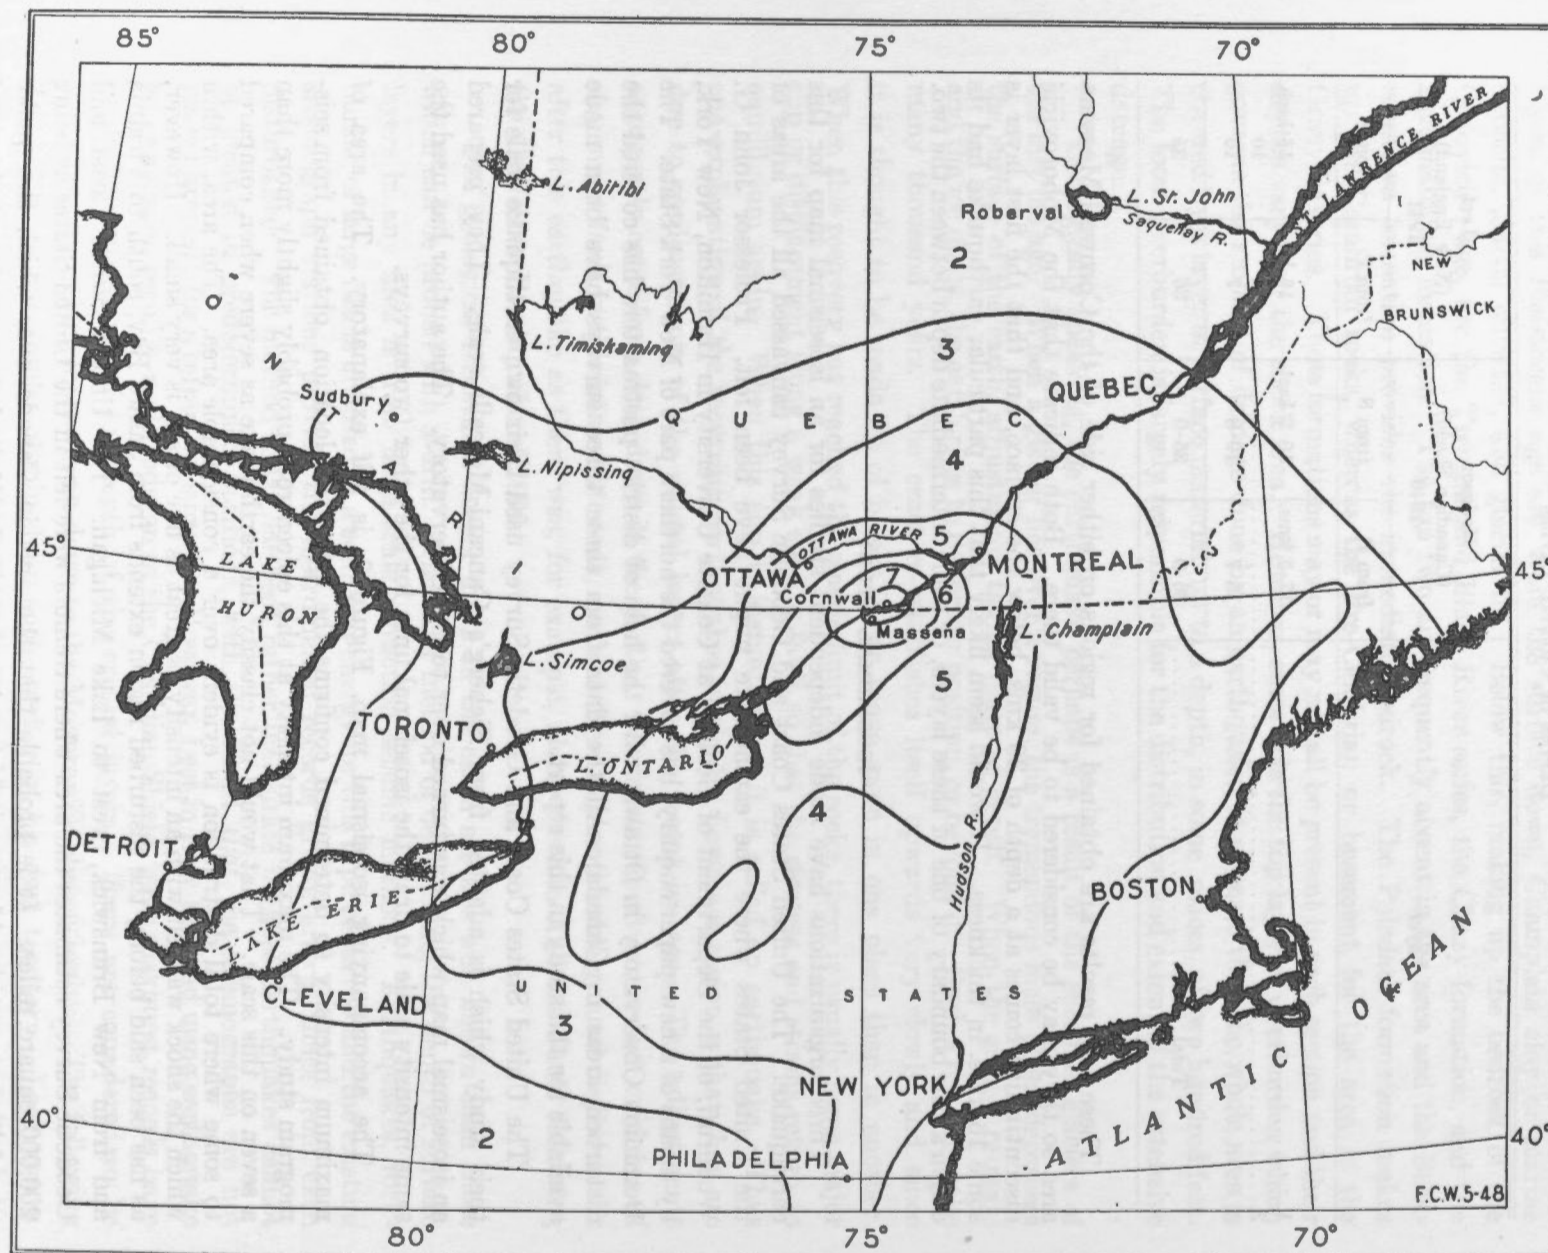 85°
80°
75°
70°
ST LAWRENCE RIVER
L. Abitibi
L. St. John
Roberval
Saguenay R.
2
NEW
BRUNSWICK
O N T A R I O
L. Timiskaming
3
QUEBEC
Sudbury
Q U E B E C
4
L. Nipissing
45°
OTTAWA RIVER
5
MONTREAL
45°
LAKE
HURON
OTTAWA
7
Cornwall
6
Massena
L. Champlain
L. Simcoe
5
TORONTO
L. ONTARIO
4
Hudson R.
DETROIT
LAKE ERIE
BOSTON
CLEVELAND
U N I T E D S T A T E S
3
NEW YORK
ATLANTIC OCEAN
40°
2
PHILADELPHIA
40°
F.C.W. 5-48
80°
75°
70°